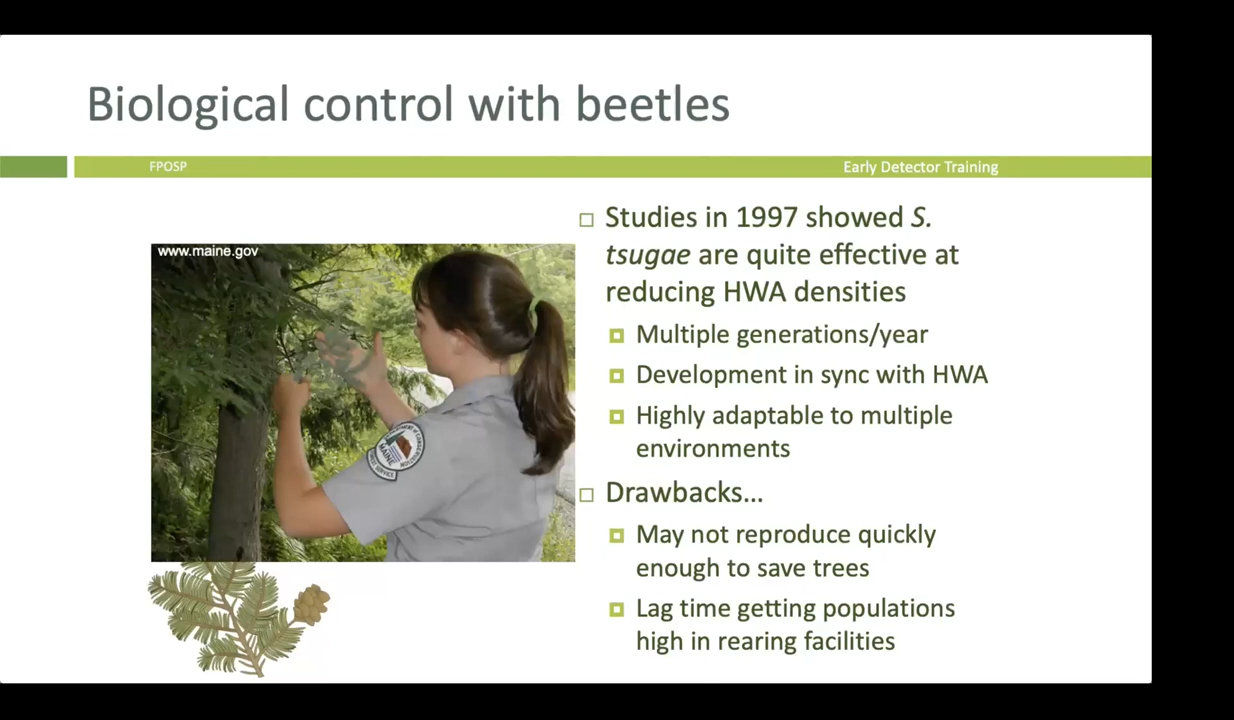 Biological control with beetles
FPOSP
Early Detector Training
www.maine.gov
Studies in 1997 showed S.
tsugae are quite effective at
reducing HWA densities
Multiple generations/year
Development in sync with HWA
Highly adaptable to multiple
environments
Drawbacks...
May not reproduce quickly
enough to save trees
Lag time getting populations
high in rearing facilities
MAINE